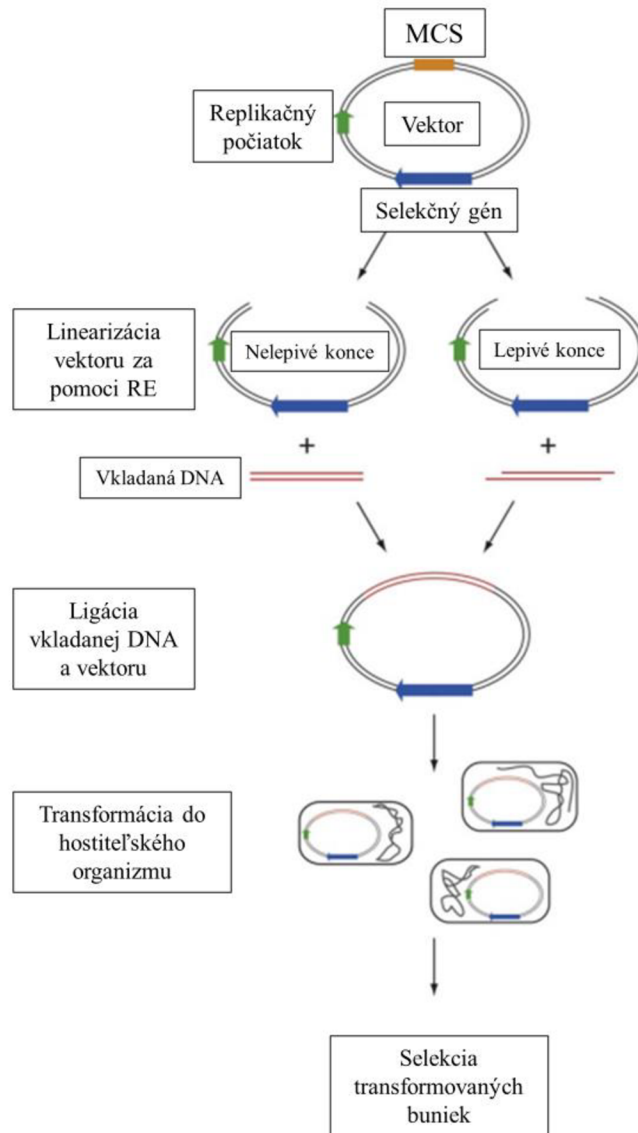 MCS
Replikačný
počiatok
Vektor
Selekčný gén
Linearizácia
vektoru za
pomoci RE
Nelepivé konce
Lepivé konce
+
+
Vkladaná DNA
Ligácia
vkladanej DNA
a vektoru
Transformácia do
hostiteľského
organizmu
Selekcia
transformovaných
buniek